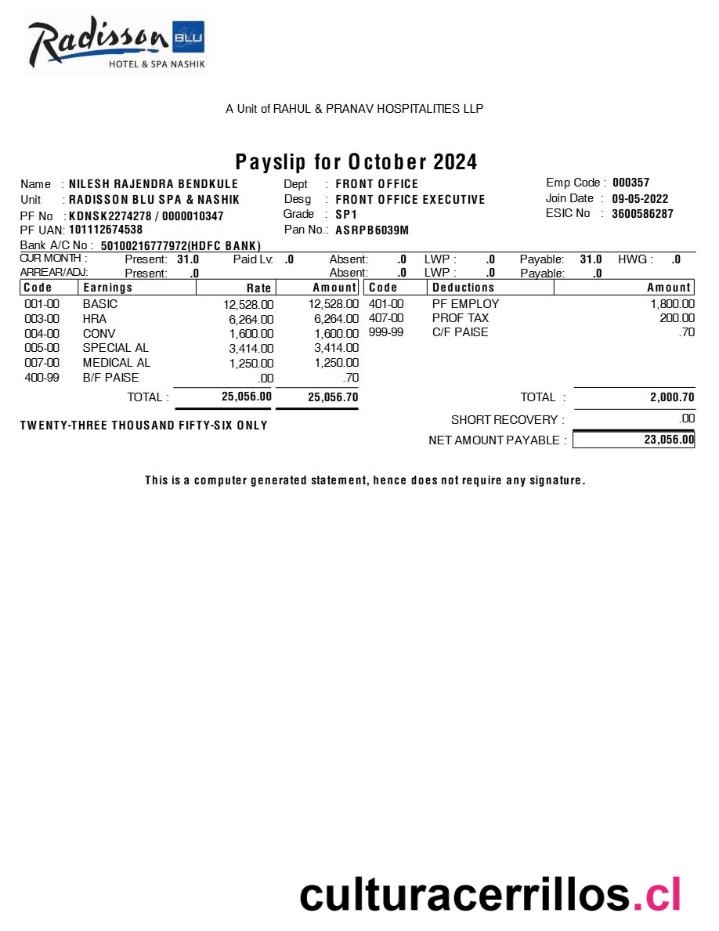 Radisson BLU
HOTEL & SPA NASHIK
A Unit of RAHUL & PRANAV HOSPITALITIES LLP
Payslip for October 2024
Name : NILESH RAJENDRA BENDKULE Dept : FRONT OFFICE Emp Code : 000357
Unit : RADISSON BLU SPA & NASHIK Desg : FRONT OFFICE EXECUTIVE Join Date : 09-05-2022
PF No : KDNSK2274278 / 0000010347 Grade : SP1 ESIC No : 3600586287
PF UAN: 101112674538 Pan No.: ASRPB6039M
Bank A/C No : 50100216777972(HDFC BANK)
CUR MONTH : Present: 31.0 Paid Lv: .0 Absent: .0 LWP : .0 Payable: 31.0 HWG : .0
ARREAR/ADJ: Present: .0 Absent: .0 LWP : .0 Payable: .0
Code Earnings Rate Amount Code Deductions Amount
001-00 BASIC 12,528.00 12,528.00 401-00 PF EMPLOY 1,800.00
003-00 HRA 6,264.00 6,264.00 407-00 PROF TAX 200.00
004-00 CONV 1,600.00 1,600.00 999-99 C/F PAISE .70
005-00 SPECIAL AL 3,414.00 3,414.00
007-00 MEDICAL AL 1,250.00 1,250.00
400-99 B/F PAISE .00 .70
TOTAL : 25,056.00 25,056.70 TOTAL : 2,000.70
SHORT RECOVERY : .00
TWENTY-THREE THOUSAND FIFTY-SIX ONLY
NET AMOUNT PAYABLE : 23,056.00
This is a computer generated statement, hence does not require any signature.
culturacerrillos.cl